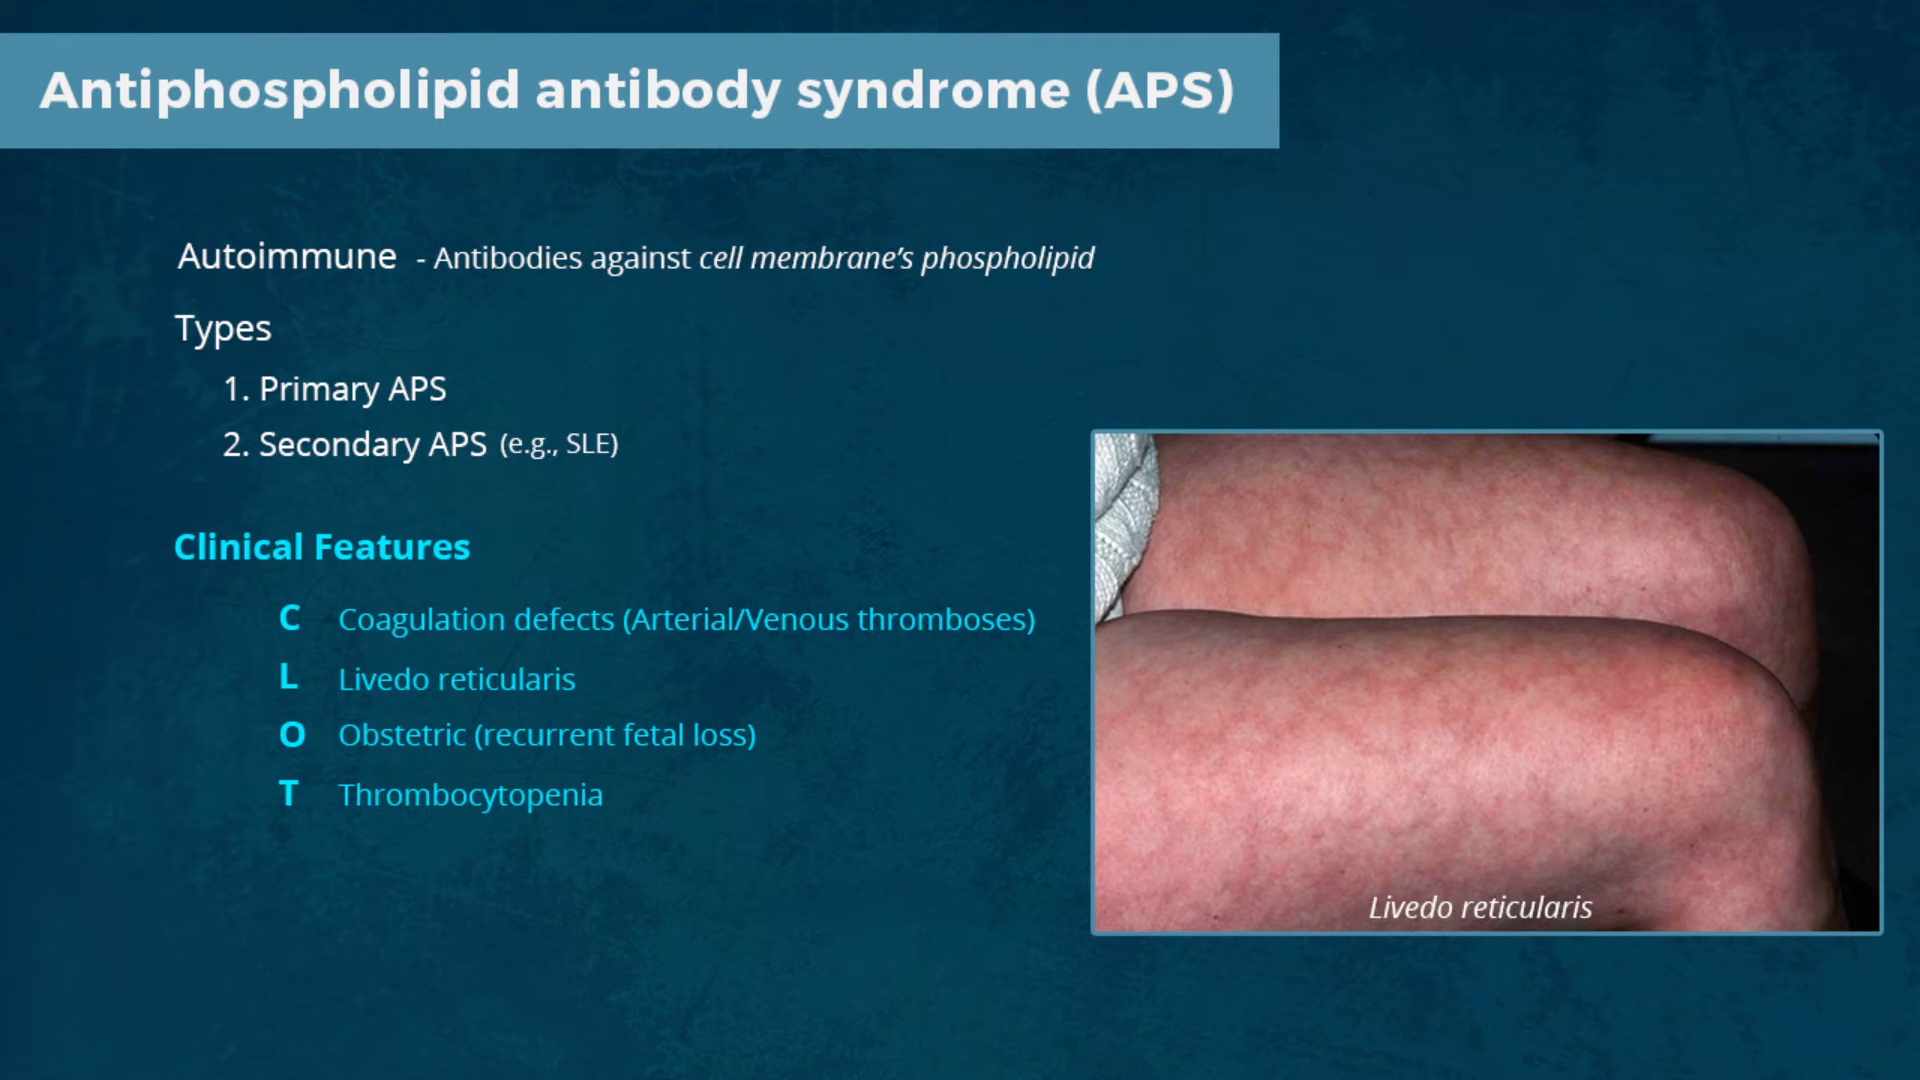 Antiphospholipid antibody syndrome (APS)
Autoimmune - Antibodies against cell membrane's phospholipid
Types
1. Primary APS
2. Secondary APS (e.g., SLE)
Clinical Features
C Coagulation defects (Arterial/Venous thromboses)
L Livedo reticularis
O Obstetric (recurrent fetal loss)
T Thrombocytopenia
Livedo reticularis